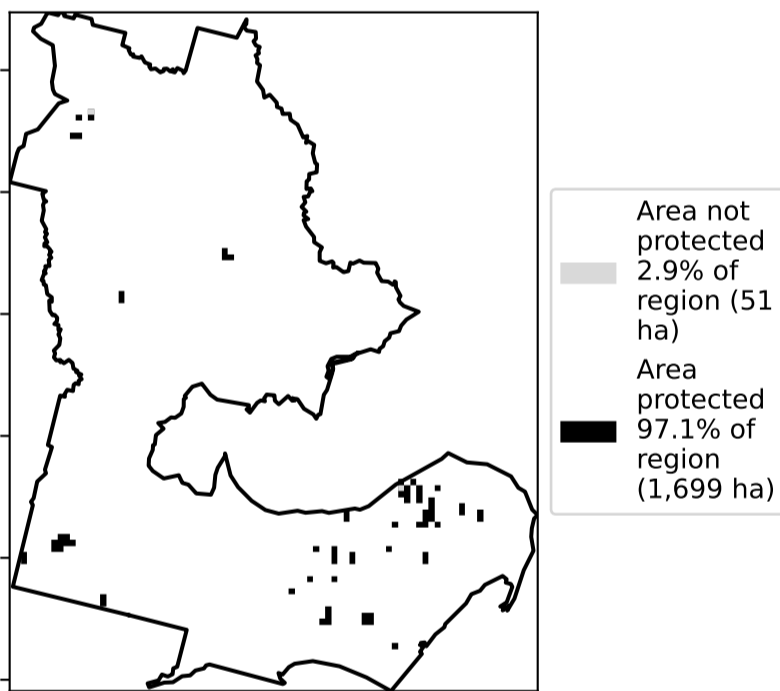 Area not
protected
2.9% of
region (51
ha)
Area
protected
97.1% of
region
(1,699 ha)